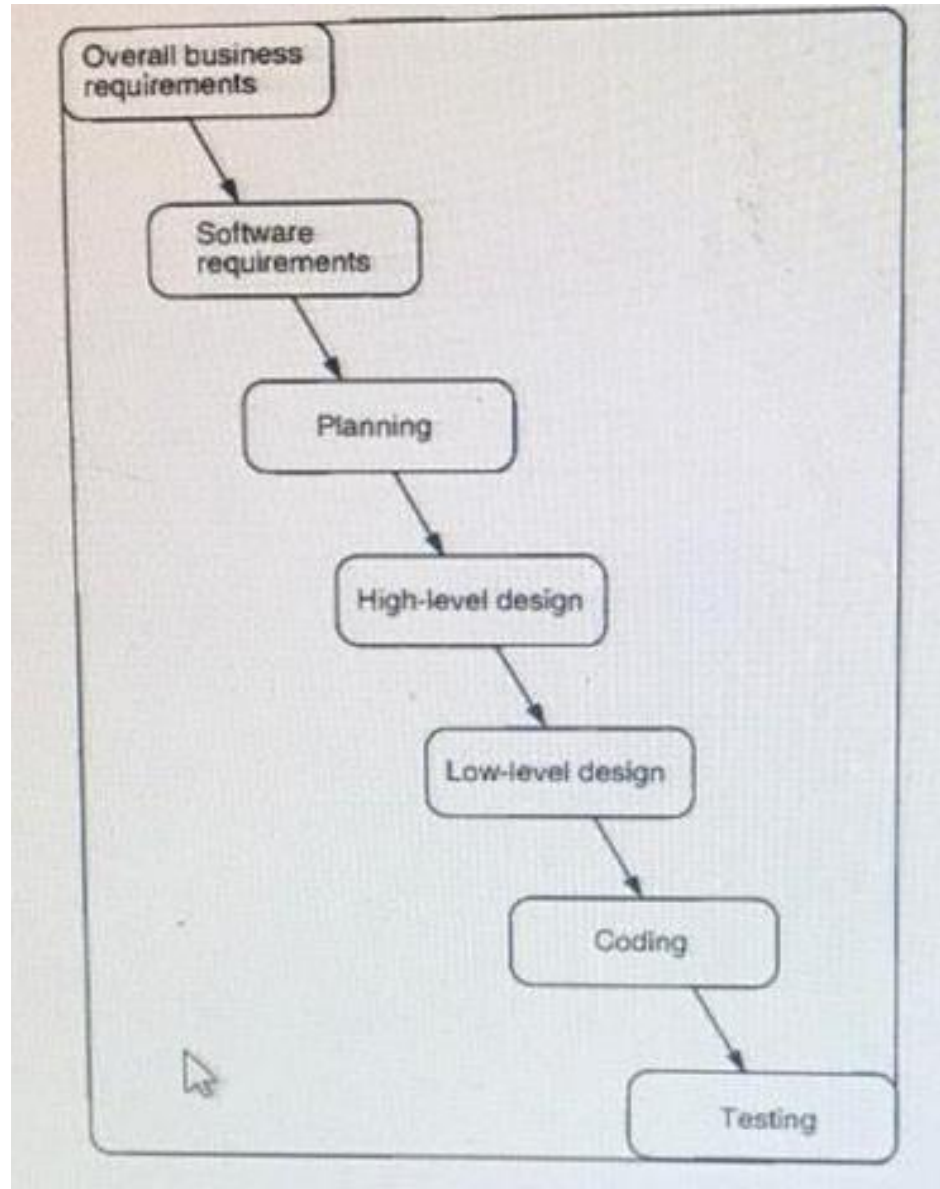 Overall business
requirements
Software
requirements
Planning
High-level design
Low-level design
Coding
Testing